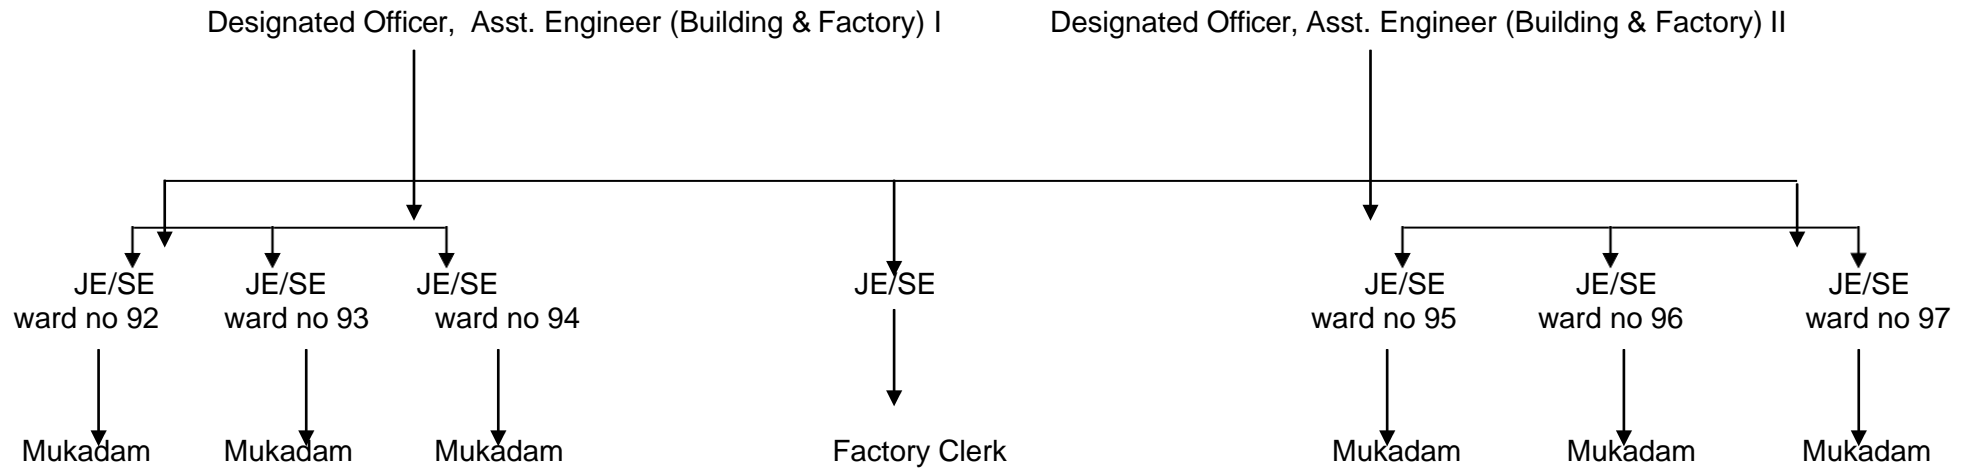 Designated Officer, Asst. Engineer (Building & Factory) I
Designated Officer, Asst. Engineer (Building & Factory) II
JE/SE
JE/SE
JE/SE
JE/SE
JE/SE
JE/SE
JE/SE
ward no 92
ward no 93
ward no 94
ward no 95
ward no 96
ward no 97
Mukadam
Mukadam
Mukadam
Factory Clerk
Mukadam
Mukadam
Mukadam